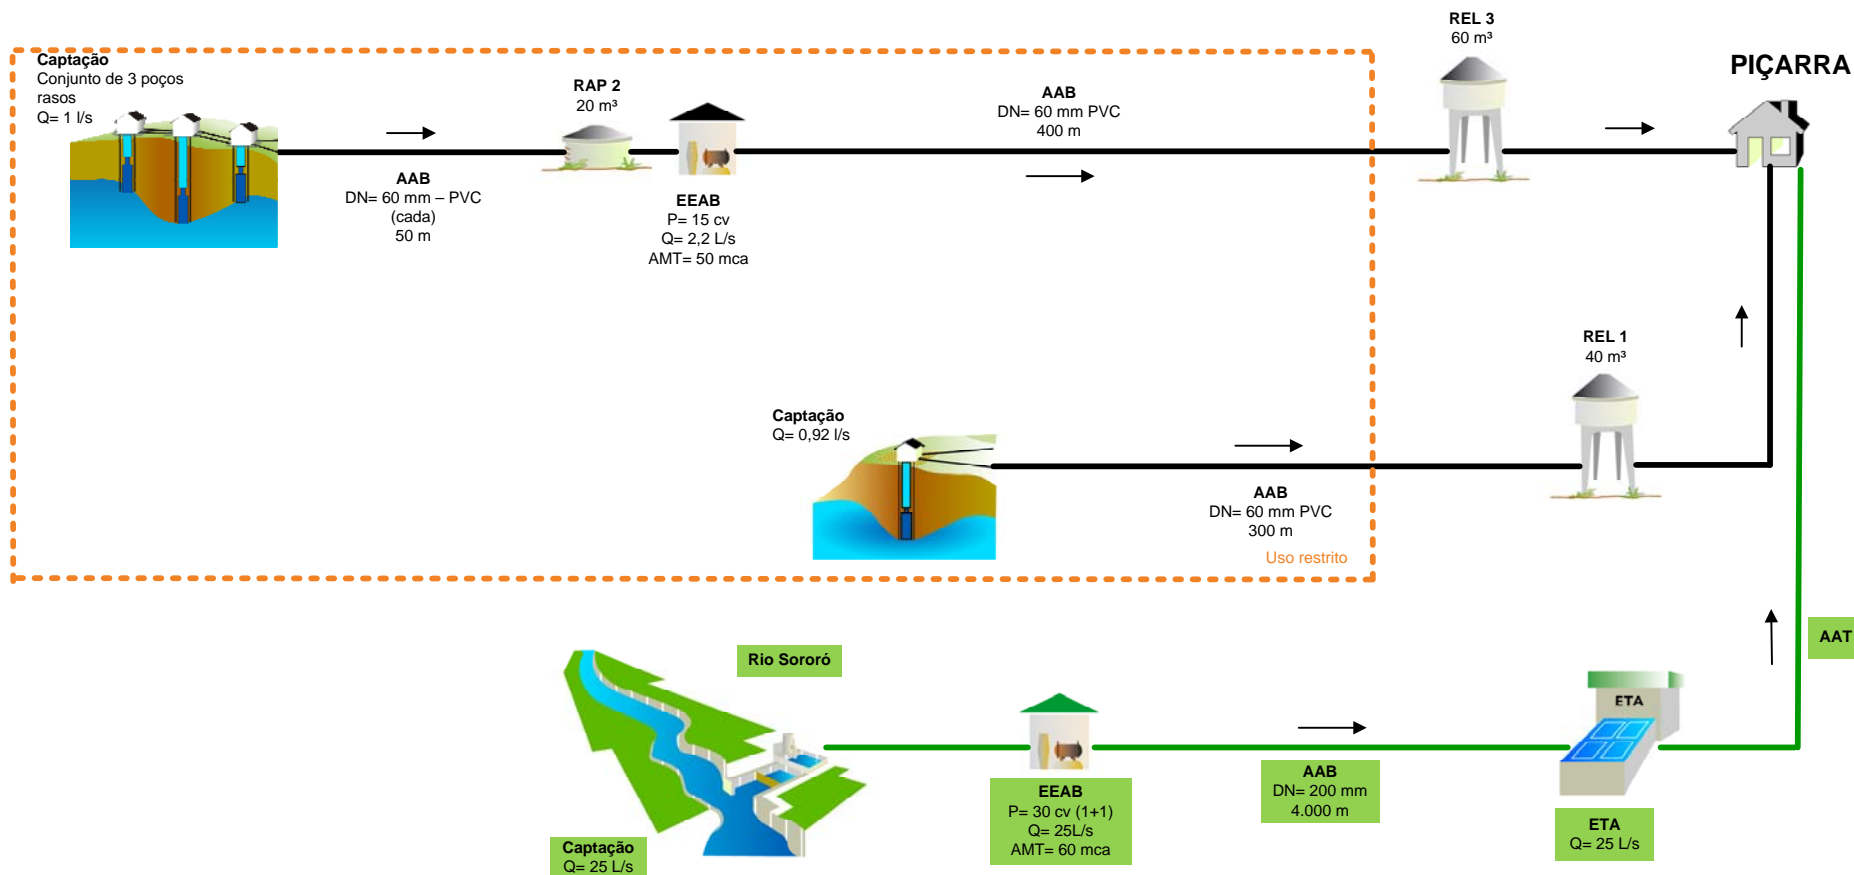 REL 3
60 m³
PIÇARRA
Captação
Conjunto de 3 poços
rasos
Q= 1 l/s
RAP 2
20 m³
AAB
DN= 60 mm PVC
400 m
AAB
DN= 60 mm – PVC
(cada)
50 m
EEAB
P= 15 cv
Q= 2,2 L/s
AMT= 50 mca
REL 1
40 m³
Captação
Q= 0,92 l/s
AAB
DN= 60 mm PVC
300 m
Uso restrito
Rio Sororó
AAT
ETA
EEAB
P= 30 cv (1+1)
Q= 25L/s
AMT= 60 mca
AAB
DN= 200 mm
4.000 m
ETA
Q= 25 L/s
Captação
Q= 25 L/s